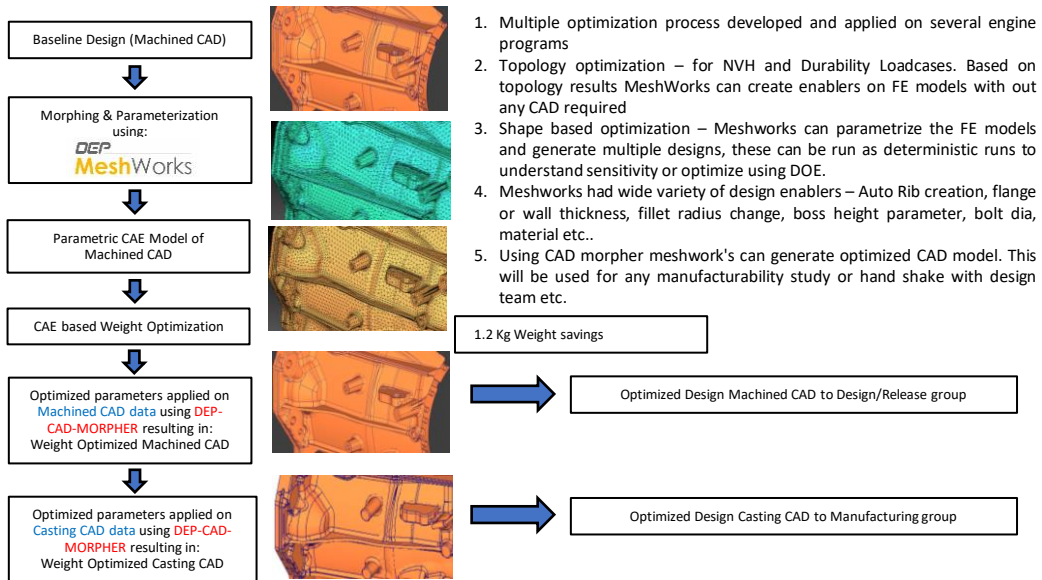 Baseline Design (Machined CAD)
Morphing & Parameterization
using:
DEP
MeshWorks
Parametric CAE Model of
Machined CAD
CAE based Weight Optimization
Optimized parameters applied on
Machined CAD data using DEP-
CAD-MORPHER resulting in:
Weight Optimized Machined CAD
Optimized parameters applied on
Casting CAD data using DEP-CAD-
MORPHER resulting in:
Weight Optimized Casting CAD
1. Multiple optimization process developed and applied on several engine
programs
2. Topology optimization – for NVH and Durability Loadcases. Based on
topology results MeshWorks can create enablers on FE models with out
any CAD required
3. Shape based optimization – Meshworks can parametrize the FE models
and generate multiple designs, these can be run as deterministic runs to
understand sensitivity or optimize using DOE.
4. Meshworks had wide variety of design enablers – Auto Rib creation, flange
or wall thickness, fillet radius change, boss height parameter, bolt dia,
material etc..
5. Using CAD morpher meshwork's can generate optimized CAD model. This
will be used for any manufacturability study or hand shake with design
team etc.
1.2 Kg Weight savings
Optimized Design Machined CAD to Design/Release group
Optimized Design Casting CAD to Manufacturing group